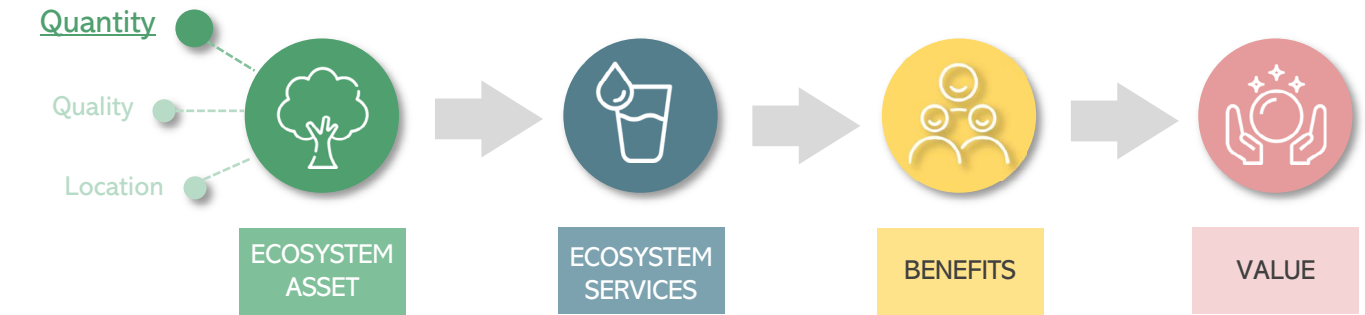 Quantity
Quality
Location
ECOSYSTEM
ASSET
ECOSYSTEM
SERVICES
BENEFITS
VALUE